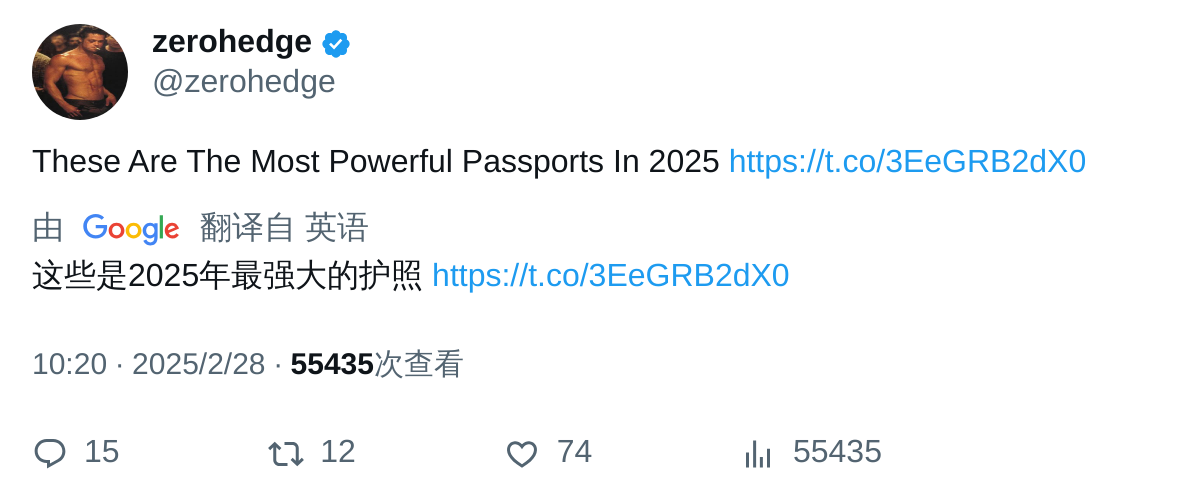 zerohedge
@zerohedge
These Are The Most Powerful Passports In 2025 https://t.co/3EeGRB2dX0
由 Google 翻译自 英语
这些是2025年最强大的护照 https://t.co/3EeGRB2dX0
10:20 · 2025/2/28 · 55435次查看
15 12 74 55435